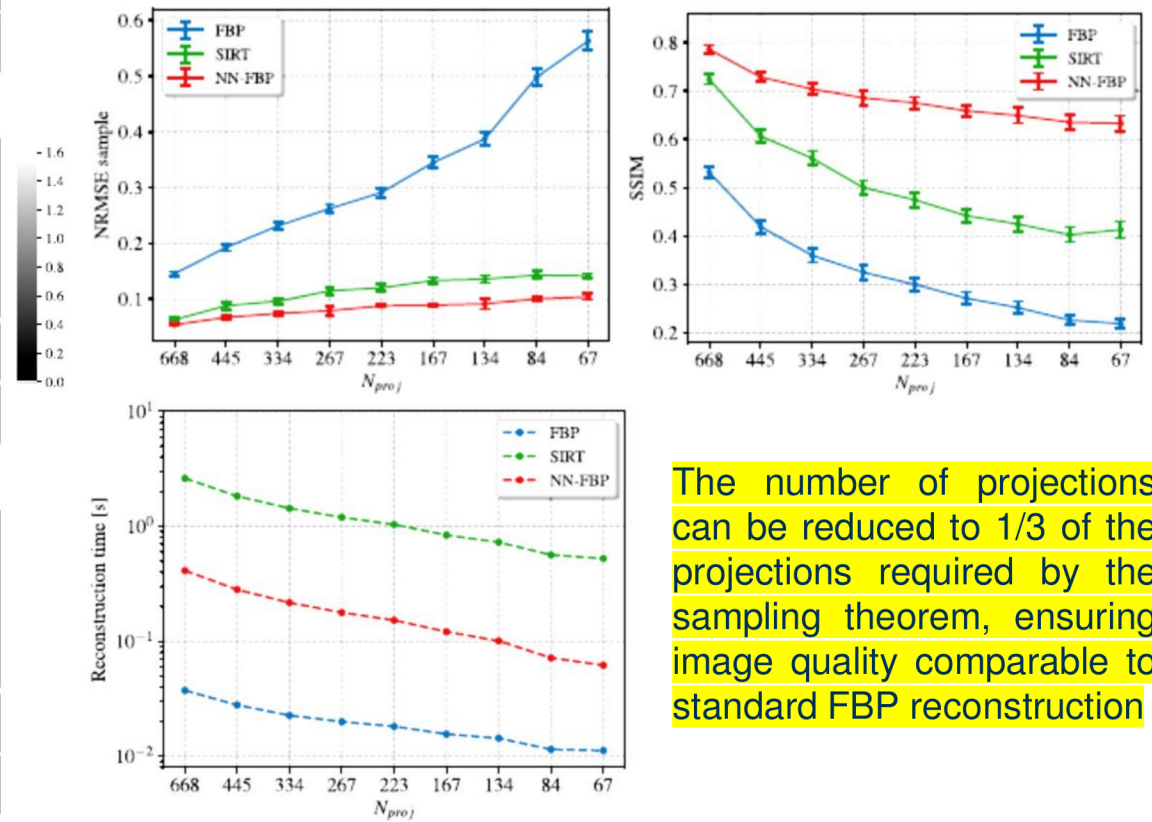 1.6
1.4
1.2
1.0
0.8
0.6
0.4
0.2
0.0
0.6
0.5
0.4
0.3
0.2
0.1
NRMSE sample
FBP
SIRT
NN-FBP
668 445 334 267 223 167 134 84 67
N_proj
0.8
0.7
0.6
0.5
0.4
0.3
0.2
SSIM
FBP
SIRT
NN-FBP
668 445 334 267 223 167 134 84 67
N_proj
10¹
10⁰
10⁻¹
10⁻²
Reconstruction time [s]
FBP
SIRT
NN-FBP
668 445 334 267 223 167 134 84 67
N_proj
The number of projections
can be reduced to 1/3 of the
projections required by the
sampling theorem, ensuring
image quality comparable to
standard FBP reconstruction